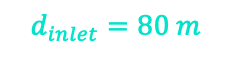 d_inlet = 80 m